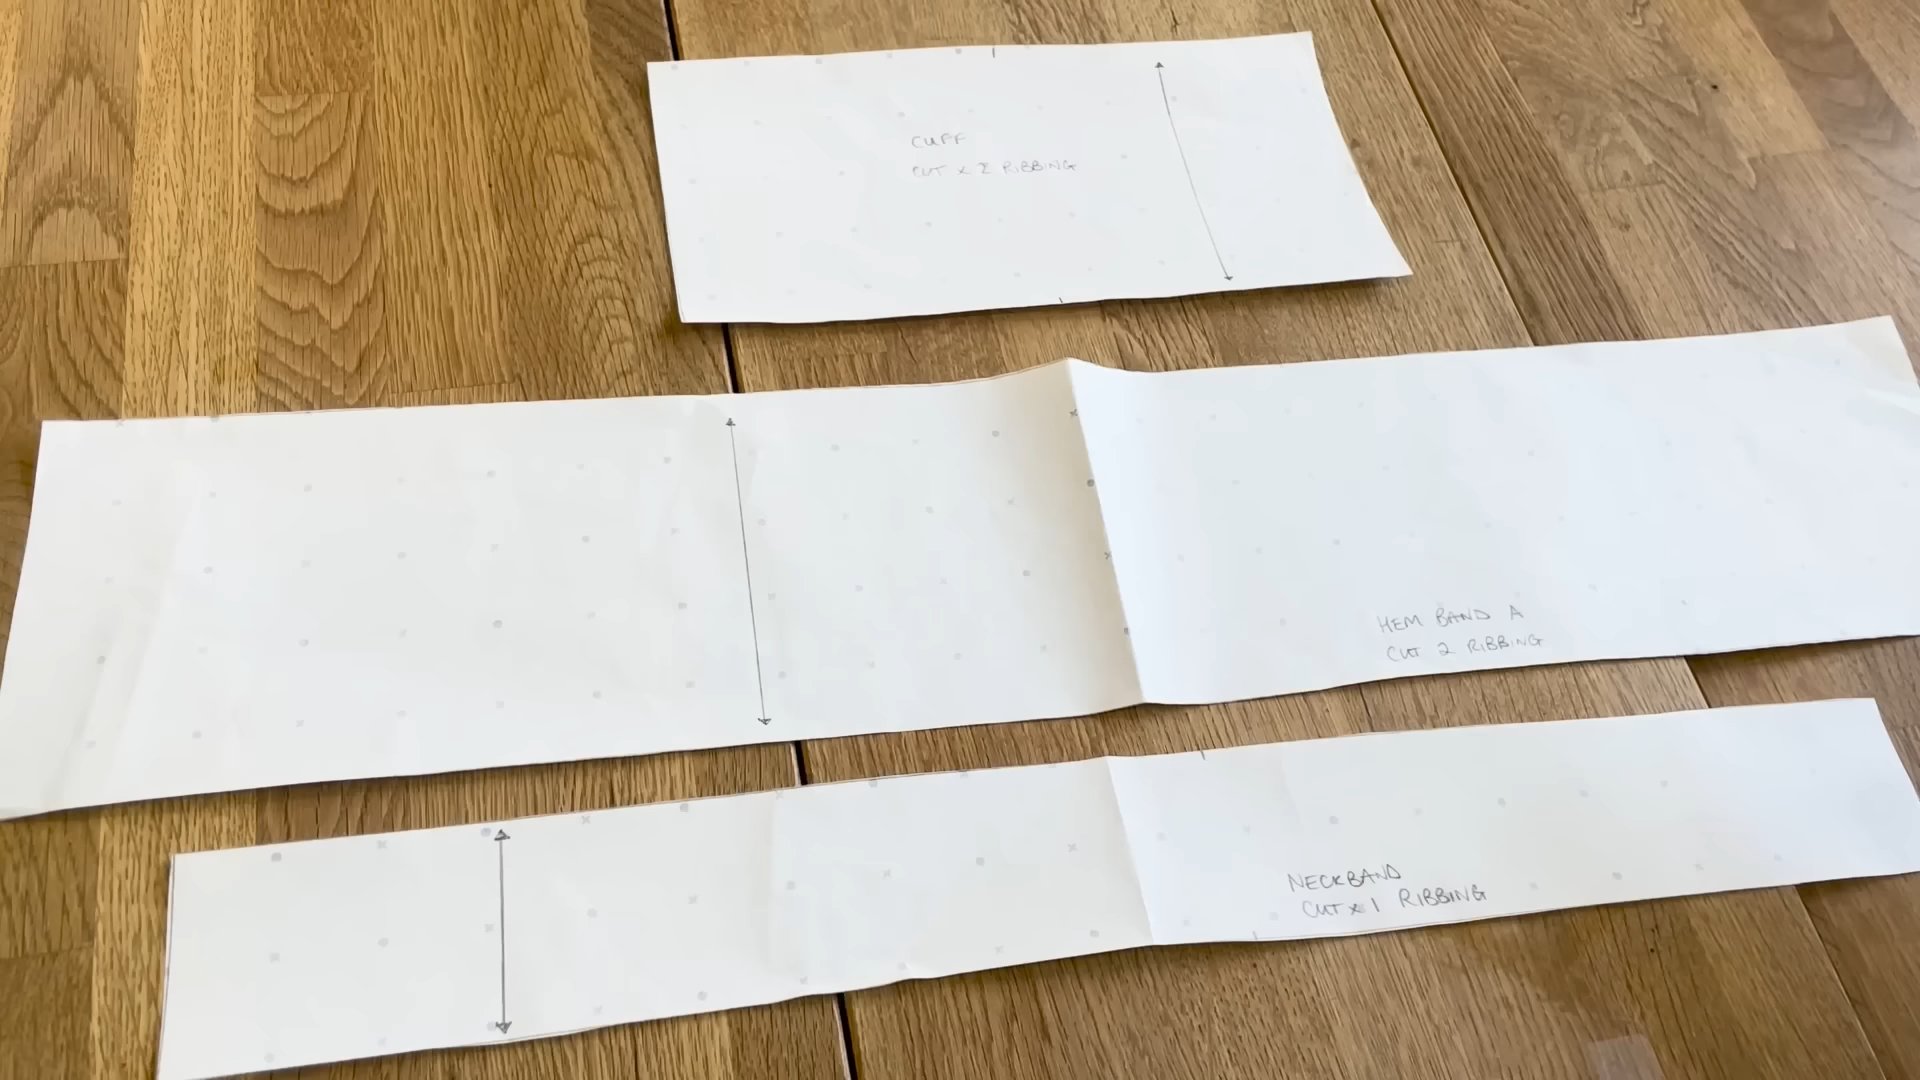 CUFF
CUT x 2 RIBBING
HEM BAND A
CUT 2 RIBBING
NECKBAND
CUT x 1 RIBBING